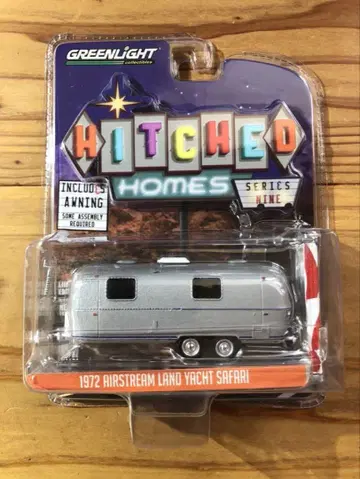 GREENLIGHT
collectibles
HITCHED
HOMES
SERIES
NINE
INCLUDES
AWNING
SOME ASSEMBLY
REQUIRED
1972 AIRSTREAM LAND YACHT SAFARI